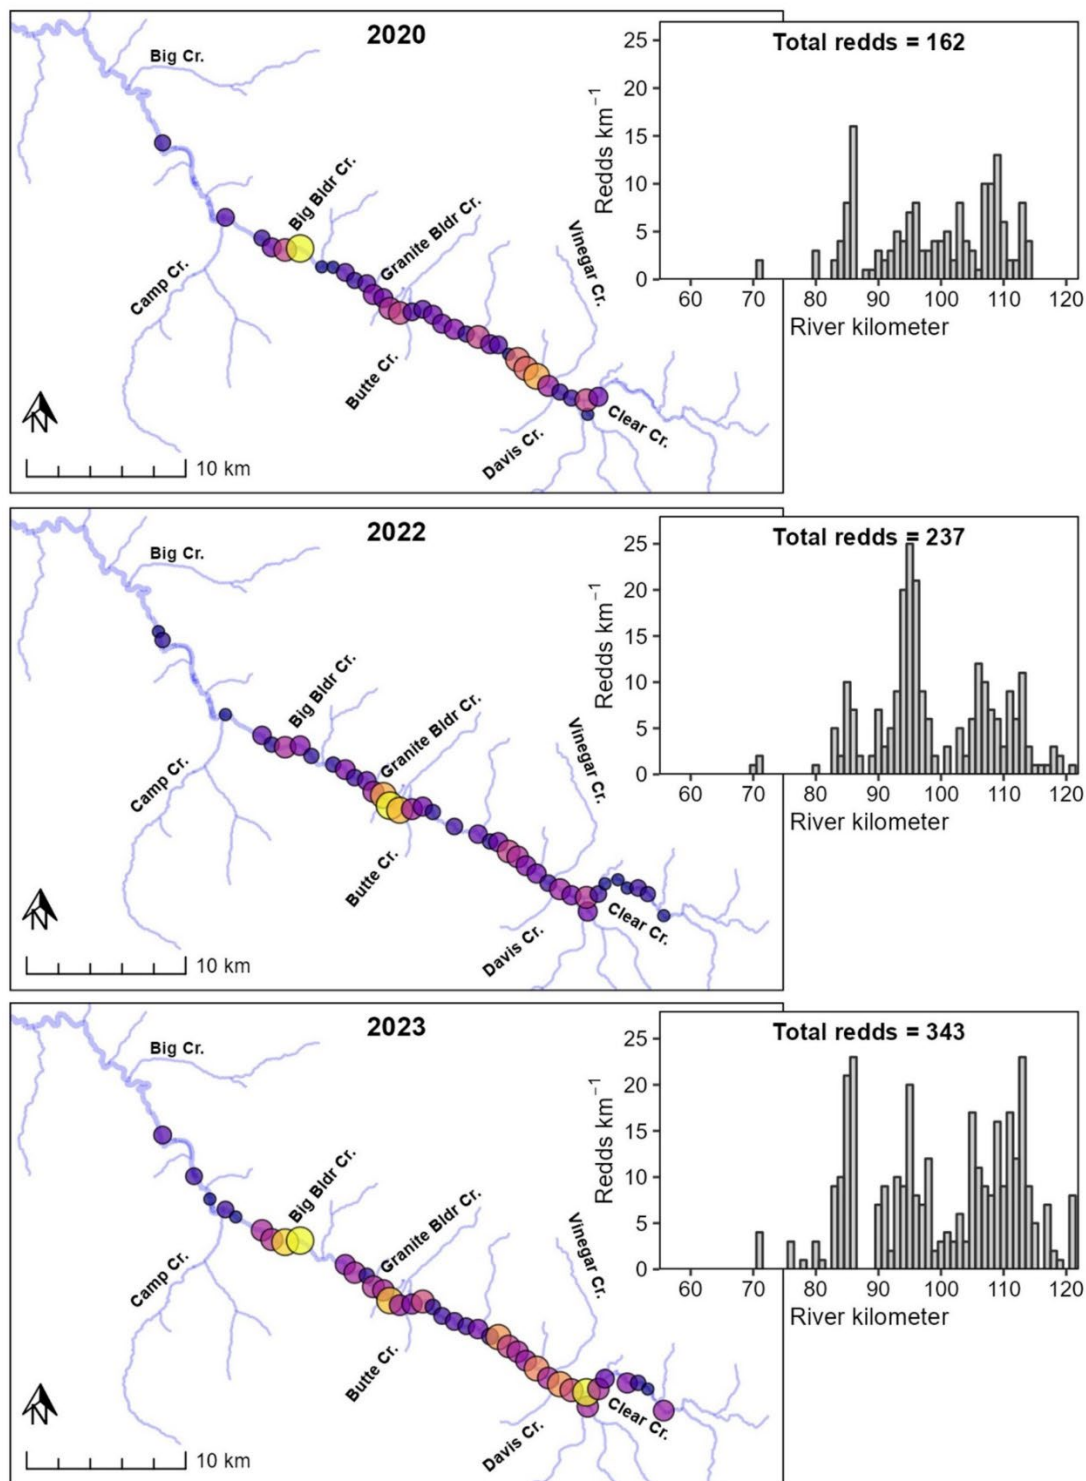 2020
Big Cr.
Big Bldr Cr.
Granite Bldr Cr.
Vinegar Cr.
Camp Cr.
Butte Cr.
Davis Cr.
Clear Cr.
N
10 km
Total redds = 162
Redds km⁻¹
25
20
15
10
5
0
60 70 80 90 100 110 120
River kilometer
2022
Big Cr.
Big Bldr Cr.
Granite Bldr Cr.
Vinegar Cr.
Camp Cr.
Butte Cr.
Davis Cr.
Clear Cr.
N
10 km
Total redds = 237
Redds km⁻¹
25
20
15
10
5
0
60 70 80 90 100 110 120
River kilometer
2023
Big Cr.
Big Bldr Cr.
Granite Bldr Cr.
Vinegar Cr.
Camp Cr.
Butte Cr.
Davis Cr.
Clear Cr.
N
10 km
Total redds = 343
Redds km⁻¹
25
20
15
10
5
0
60 70 80 90 100 110 120
River kilometer